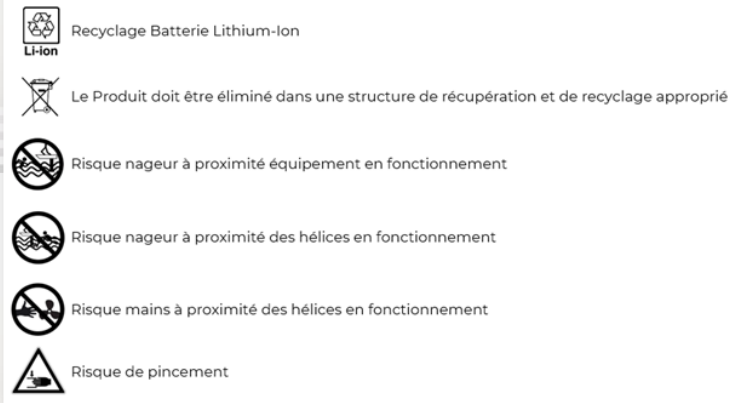 Recyclage Batterie Lithium-Ion
Li-ion
Le Produit doit être éliminé dans une structure de récupération et de recyclage approprié
Risque nageur à proximité équipement en fonctionnement
Risque nageur à proximité des hélices en fonctionnement
Risque mains à proximité des hélices en fonctionnement
Risque de pincement